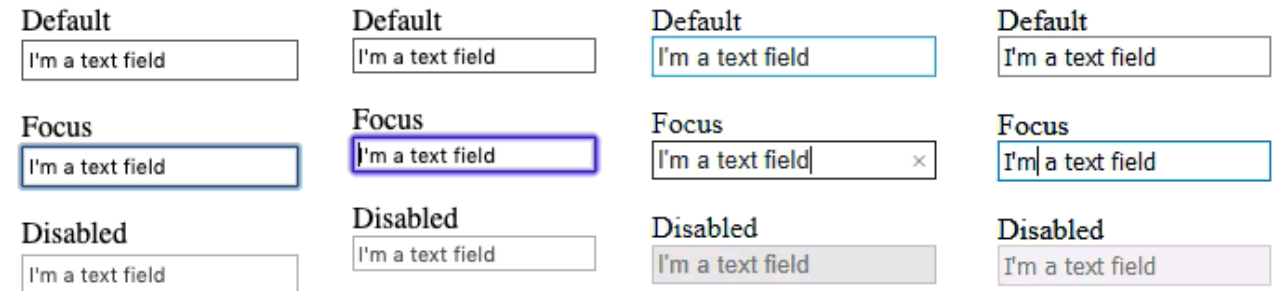 Default
I'm a text field
Focus
I'm a text field
Disabled
I'm a text field
Default
I'm a text field
Focus
I'm a text field
Disabled
I'm a text field
Default
I'm a text field
Focus
I'm a text field ×
Disabled
I'm a text field
Default
I'm a text field
Focus
I'm a text field
Disabled
I'm a text field